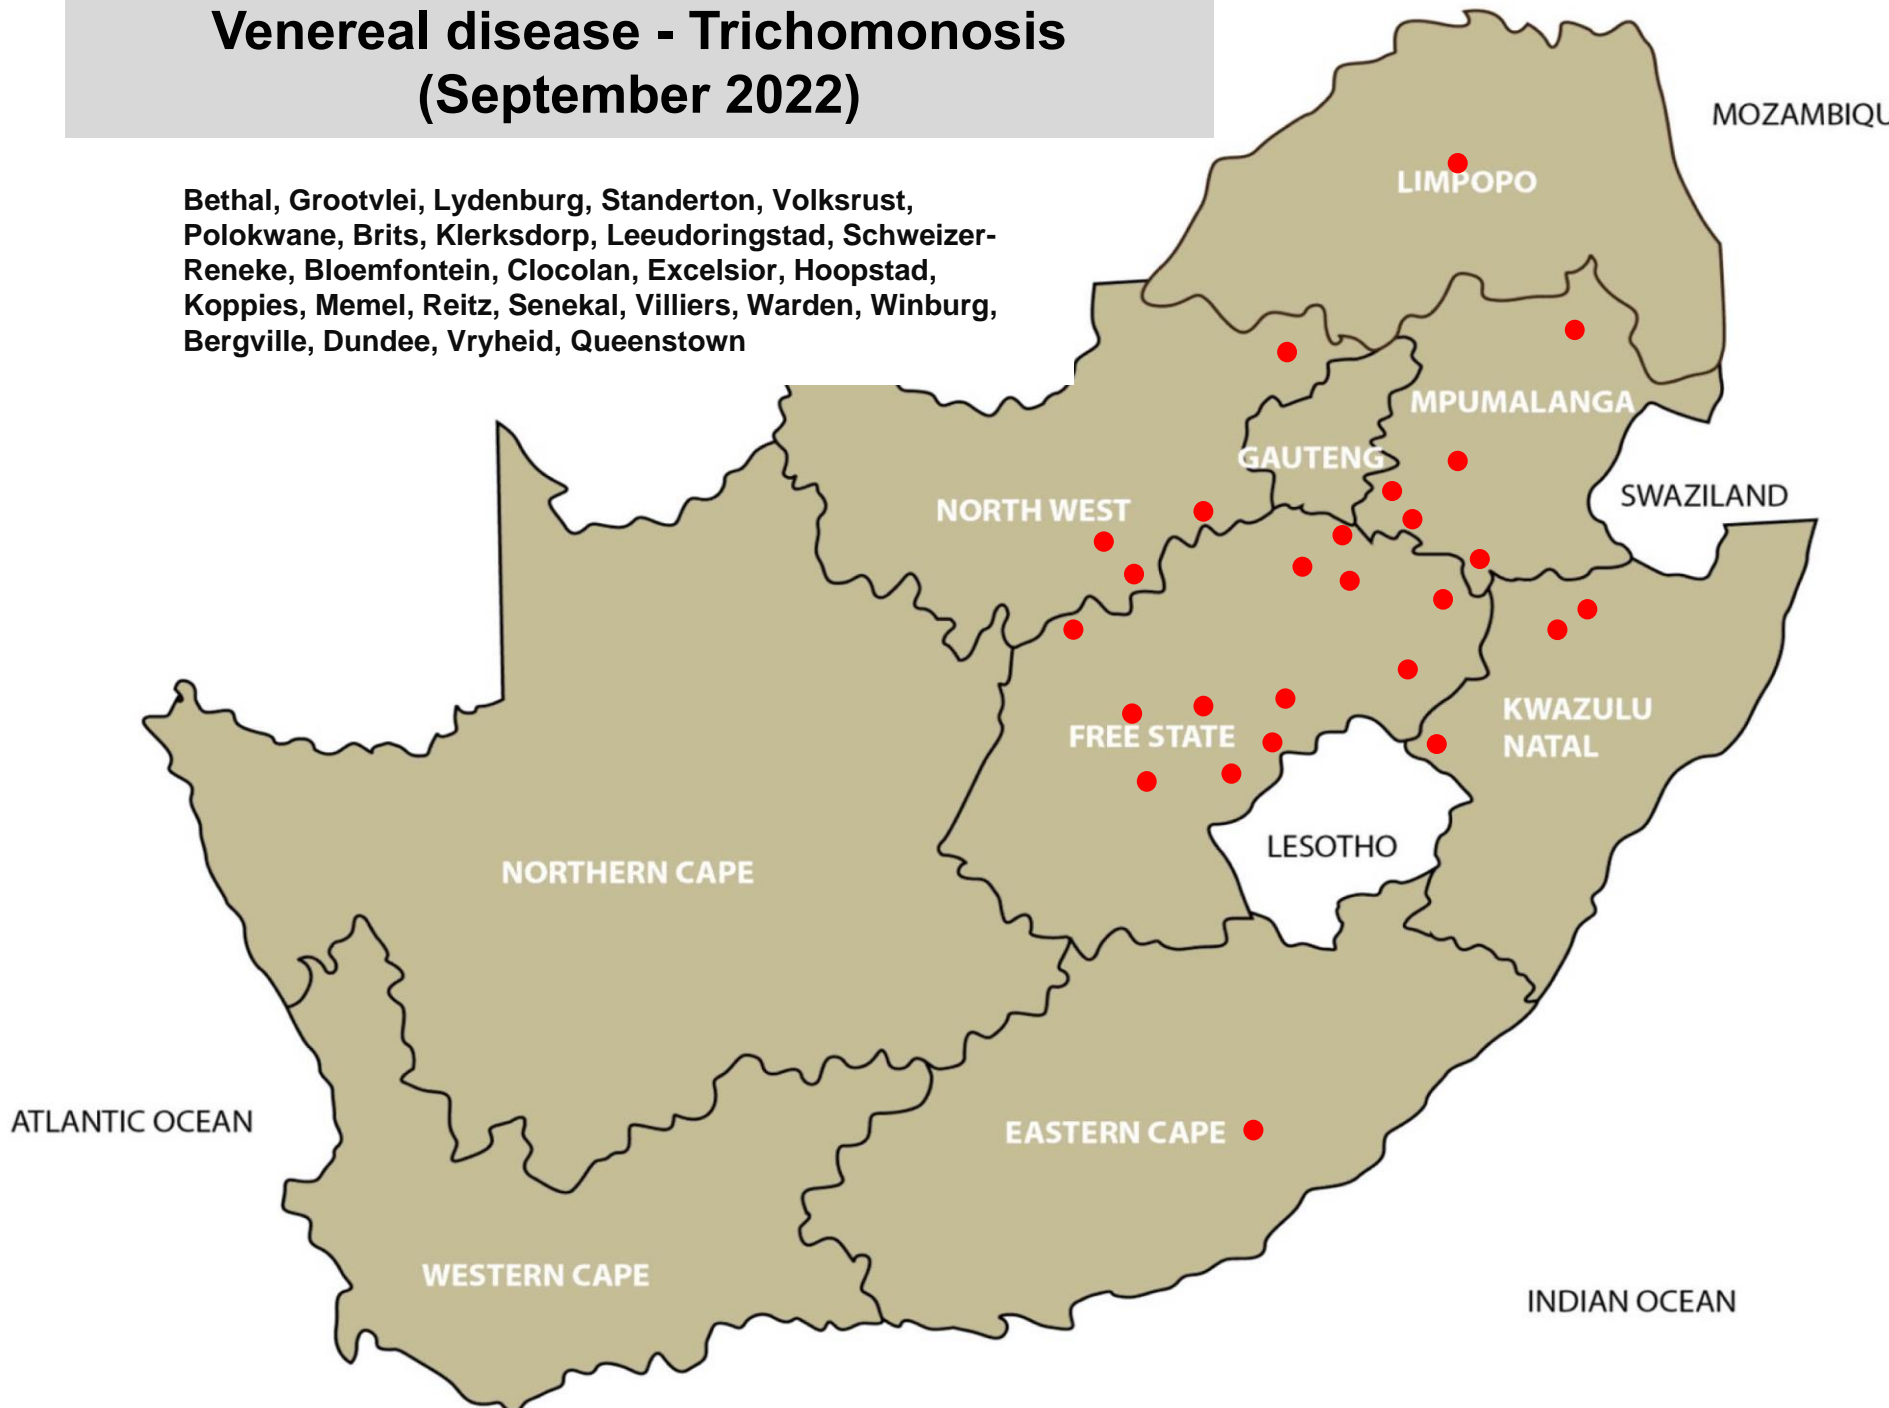 Venereal disease - Trichomonosis
(September 2022)
Bethal, Grootvlei, Lydenburg, Standerton, Volksrust,
Polokwane, Brits, Klerksdorp, Leeudoringstad, Schweizer-
Reneke, Bloemfontein, Clocolan, Excelsior, Hoopstad,
Koppies, Memel, Reitz, Senekal, Villiers, Warden, Winburg,
Bergville, Dundee, Vryheid, Queenstown
MOZAMBIQU
LIMPOPO
MPUMALANGA
GAUTENG
SWAZILAND
NORTH WEST
KWAZULU
NATAL
FREE STATE
LESOTHO
NORTHERN CAPE
ATLANTIC OCEAN
EASTERN CAPE
WESTERN CAPE
INDIAN OCEAN